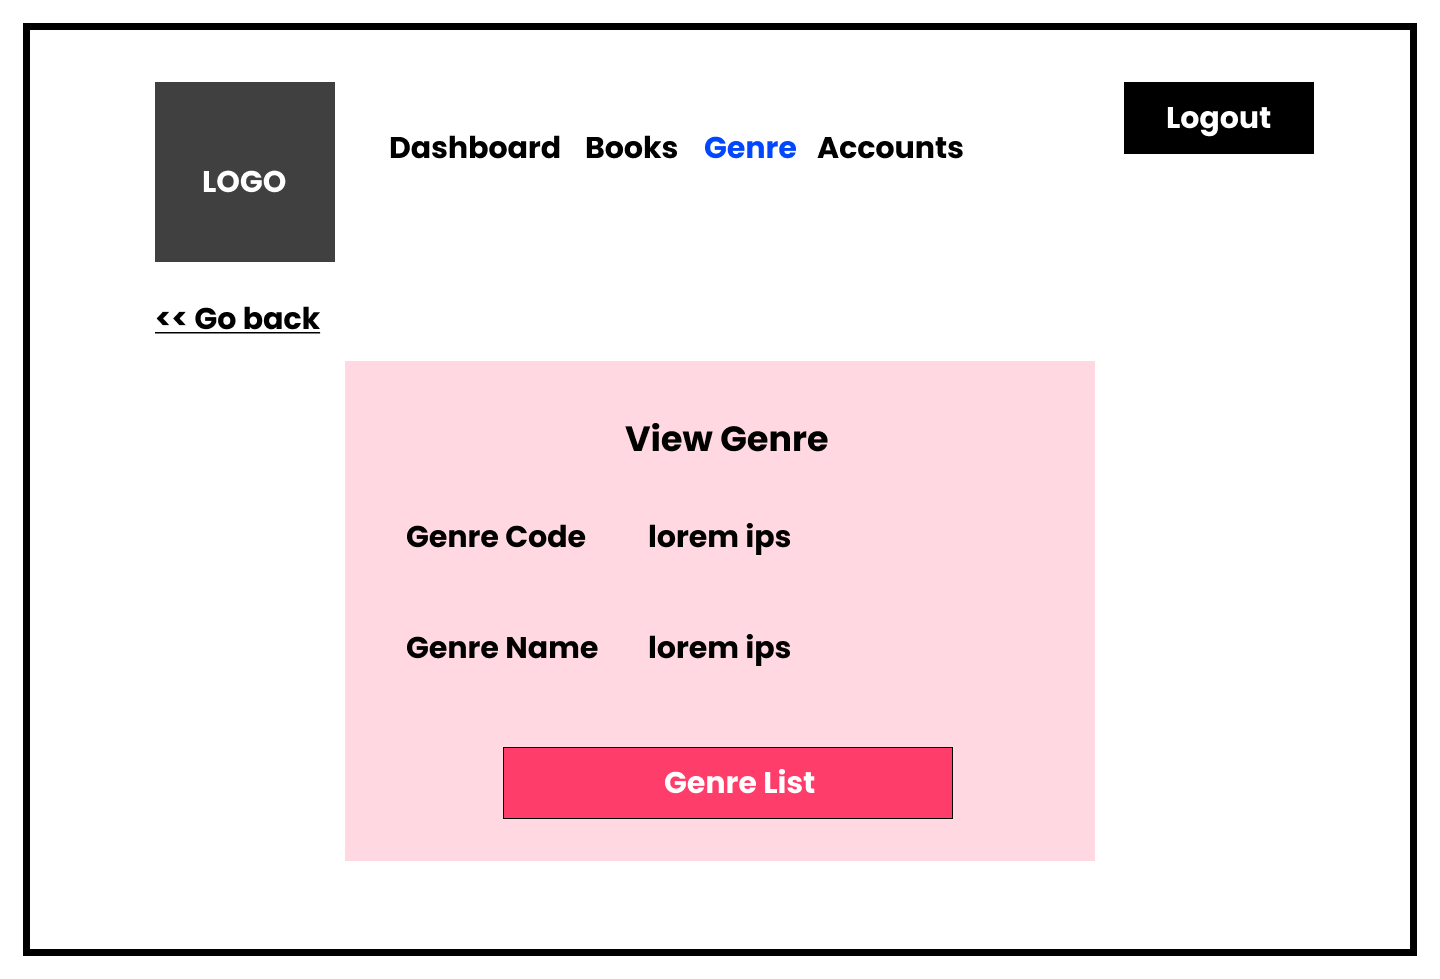 LOGO
Dashboard Books Genre Accounts
Logout
<< Go back
View Genre
Genre Code lorem ips
Genre Name lorem ips
Genre List